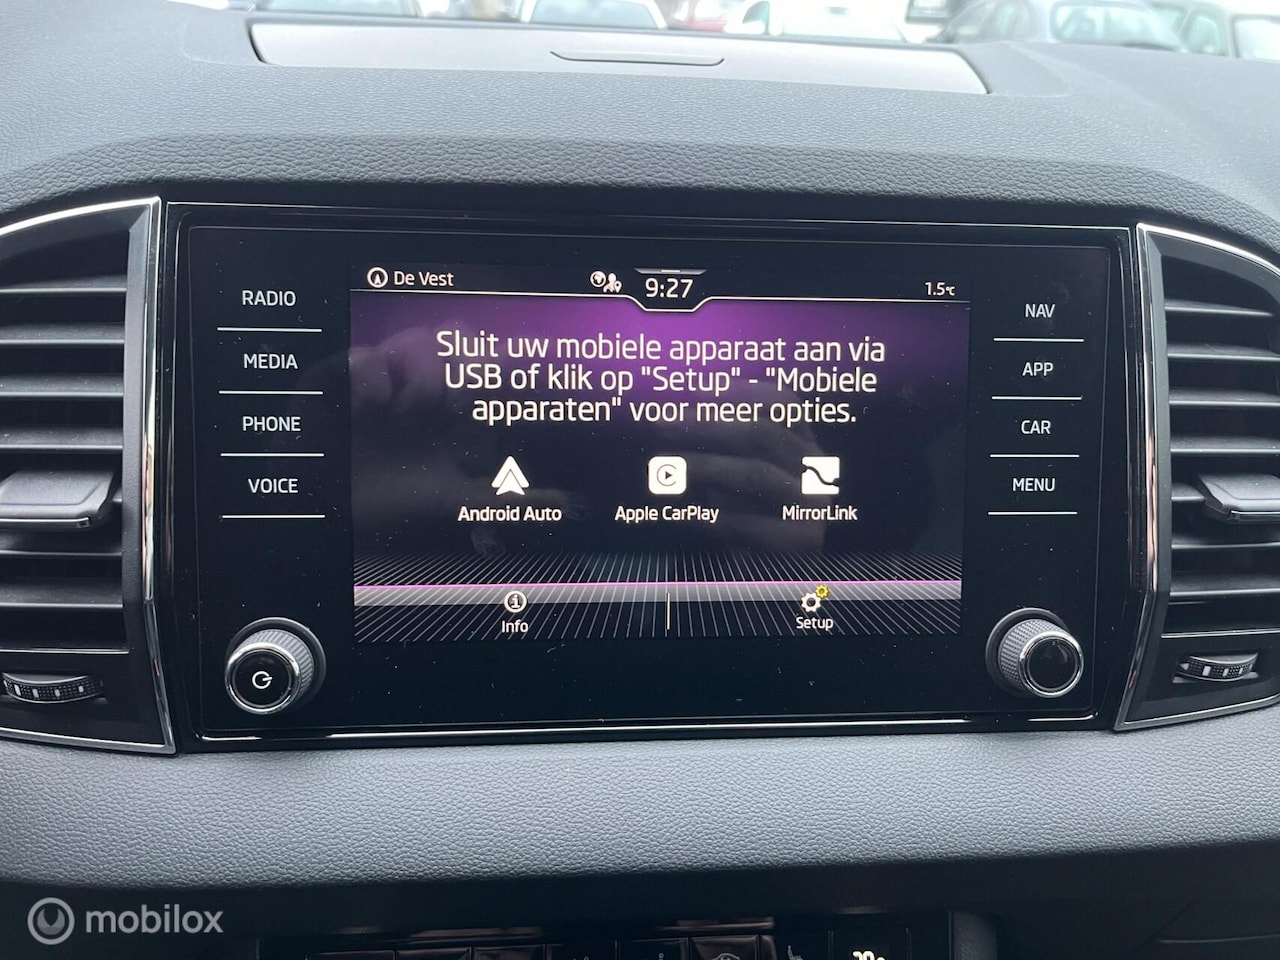 De Vest
9:27
1.5°C
RADIO
MEDIA
PHONE
VOICE
NAV
APP
CAR
MENU
Sluit uw mobiele apparaat aan via
USB of klik op "Setup" - "Mobiele
apparaten" voor meer opties.
Android Auto
Apple CarPlay
MirrorLink
Info
Setup
mobilox